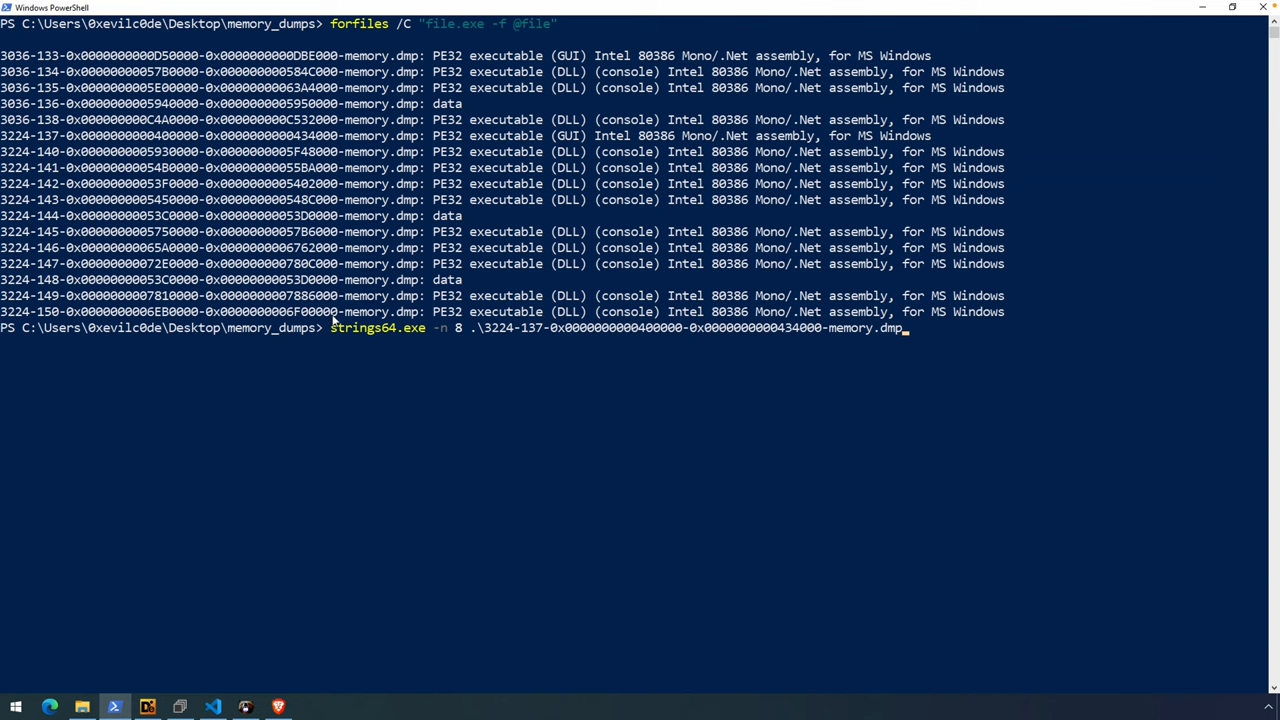 Windows PowerShell
PS C:\Users\0xevilc0de\Desktop\memory_dumps> forfiles /C "file.exe -f @file"
3036-133-0x0000000000D50000-0x0000000000DBE000-memory.dmp: PE32 executable (GUI) Intel 80386 Mono/.Net assembly, for MS Windows
3036-134-0x00000000057B0000-0x000000000584C000-memory.dmp: PE32 executable (DLL) (console) Intel 80386 Mono/.Net assembly, for MS Windows
3036-135-0x0000000005E00000-0x00000000063A4000-memory.dmp: PE32 executable (DLL) (console) Intel 80386 Mono/.Net assembly, for MS Windows
3036-136-0x0000000005940000-0x0000000005950000-memory.dmp: data
3036-138-0x000000000C4A0000-0x000000000C532000-memory.dmp: PE32 executable (DLL) (console) Intel 80386 Mono/.Net assembly, for MS Windows
3224-137-0x0000000000400000-0x0000000000434000-memory.dmp: PE32 executable (GUI) Intel 80386 Mono/.Net assembly, for MS Windows
3224-140-0x0000000005930000-0x0000000005F48000-memory.dmp: PE32 executable (DLL) (console) Intel 80386 Mono/.Net assembly, for MS Windows
3224-141-0x00000000054B0000-0x00000000055BA000-memory.dmp: PE32 executable (DLL) (console) Intel 80386 Mono/.Net assembly, for MS Windows
3224-142-0x00000000053F0000-0x0000000005402000-memory.dmp: PE32 executable (DLL) (console) Intel 80386 Mono/.Net assembly, for MS Windows
3224-143-0x0000000005450000-0x000000000548C000-memory.dmp: PE32 executable (DLL) (console) Intel 80386 Mono/.Net assembly, for MS Windows
3224-144-0x00000000053C0000-0x00000000053D0000-memory.dmp: data
3224-145-0x0000000005750000-0x00000000057B6000-memory.dmp: PE32 executable (DLL) (console) Intel 80386 Mono/.Net assembly, for MS Windows
3224-146-0x00000000065A0000-0x0000000006762000-memory.dmp: PE32 executable (DLL) (console) Intel 80386 Mono/.Net assembly, for MS Windows
3224-147-0x00000000072E0000-0x000000000780C000-memory.dmp: PE32 executable (DLL) (console) Intel 80386 Mono/.Net assembly, for MS Windows
3224-148-0x00000000053C0000-0x00000000053D0000-memory.dmp: data
3224-149-0x0000000007810000-0x0000000007886000-memory.dmp: PE32 executable (DLL) (console) Intel 80386 Mono/.Net assembly, for MS Windows
3224-150-0x0000000006EB0000-0x0000000006F00000-memory.dmp: PE32 executable (DLL) (console) Intel 80386 Mono/.Net assembly, for MS Windows
PS C:\Users\0xevilc0de\Desktop\memory_dumps> strings64.exe -n 8 .\3224-137-0x0000000000400000-0x0000000000434000-memory.dmp